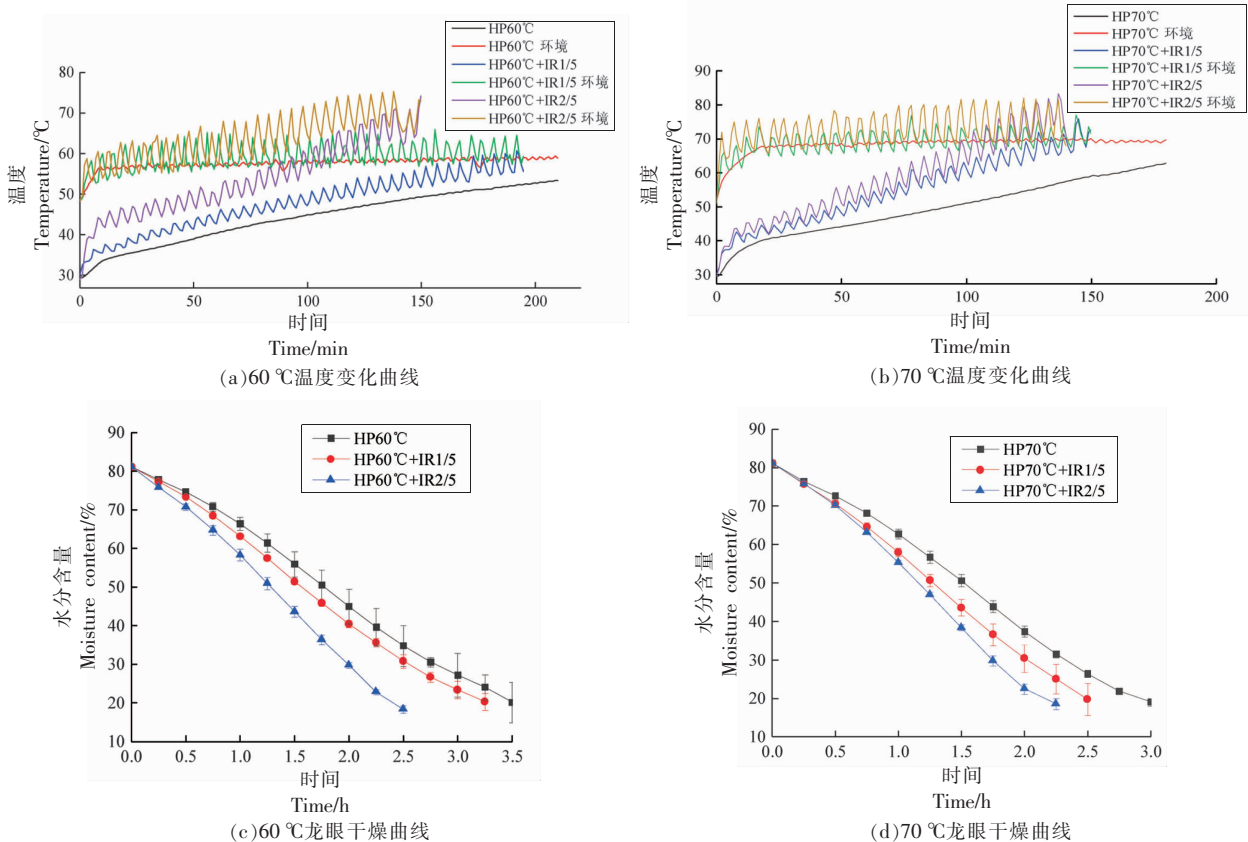 HP60℃
HP60℃ 环境
HP60℃+IR1/5
HP60℃+IR1/5 环境
HP60℃+IR2/5
HP60℃+IR2/5 环境
80
70
60
50
40
30
温度
Temperature/℃
0 50 100 150 200
时间
Time/min
(a)60 ℃温度变化曲线
HP70℃
HP70℃ 环境
HP70℃+IR1/5
HP70℃+IR1/5 环境
HP70℃+IR2/5
HP70℃+IR2/5 环境
90
80
70
60
50
40
30
温度
Temperature/℃
0 50 100 150 200
时间
Time/min
(b)70 ℃温度变化曲线
HP60℃
HP60℃+IR1/5
HP60℃+IR2/5
90
80
70
60
50
40
30
20
10
水分含量
Moisture content/%
0.0 0.5 1.0 1.5 2.0 2.5 3.0 3.5
时间
Time/h
(c)60 ℃龙眼干燥曲线
HP70℃
HP70℃+IR1/5
HP70℃+IR2/5
90
80
70
60
50
40
30
20
10
水分含量
Moisture content/%
0.0 0.5 1.0 1.5 2.0 2.5 3.0
时间
Time/h
(d)70 ℃龙眼干燥曲线